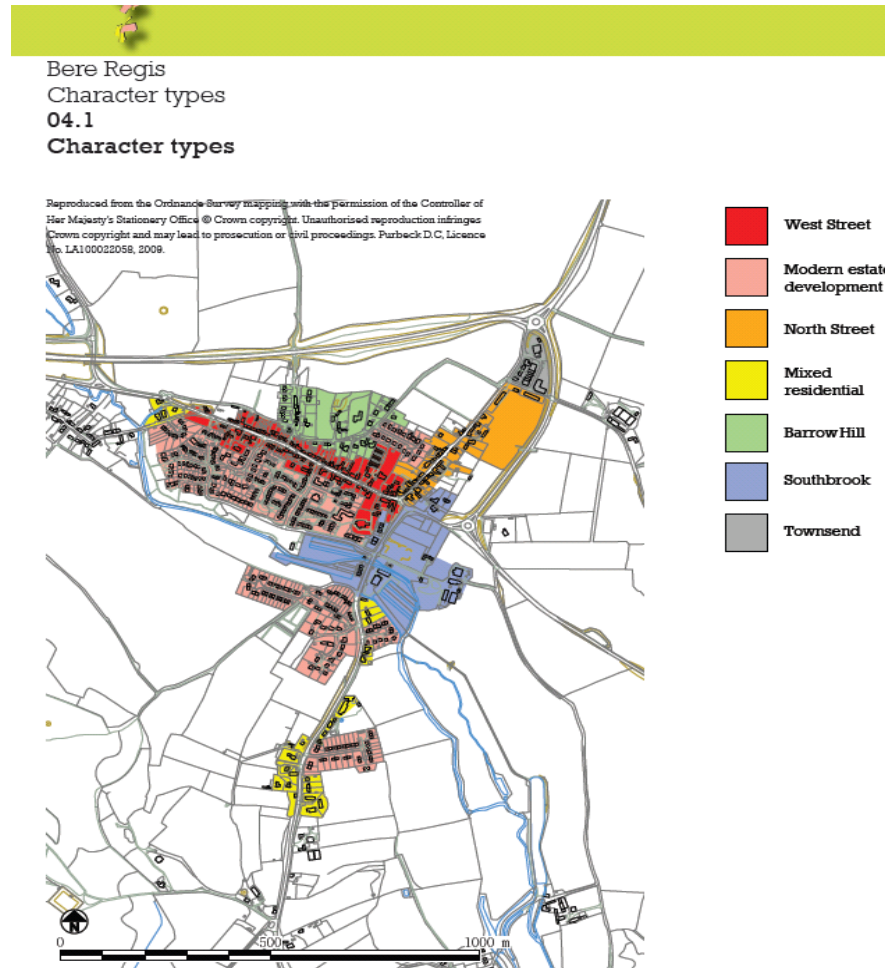 Bere Regis
Character types
04.1
Character types
Reproduced from the Ordnance Survey mapping with the permission of the Controller of
Her Majesty's Stationery Office © Crown copyright. Unauthorised reproduction infringes
Crown copyright and may lead to prosecution or civil proceedings. Purbeck D.C, Licence
No. LA100022058, 2009.
West Street
Modern estate
development
North Street
Mixed
residential
Barrow Hill
Southbrook
Townsend
N
0 500 1000 m